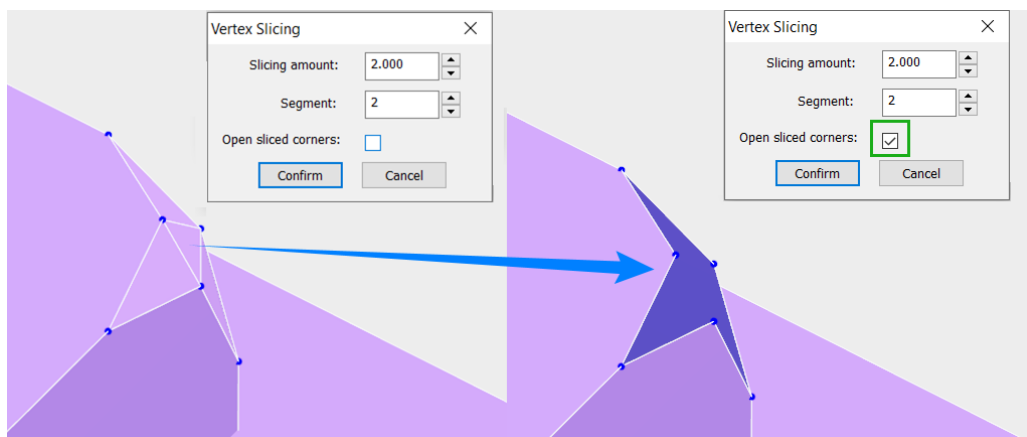 Vertex Slicing
Slicing amount: 2.000
Segment: 2
Open sliced corners:
Confirm Cancel
Vertex Slicing
Slicing amount: 2.000
Segment: 2
Open sliced corners:
Confirm Cancel